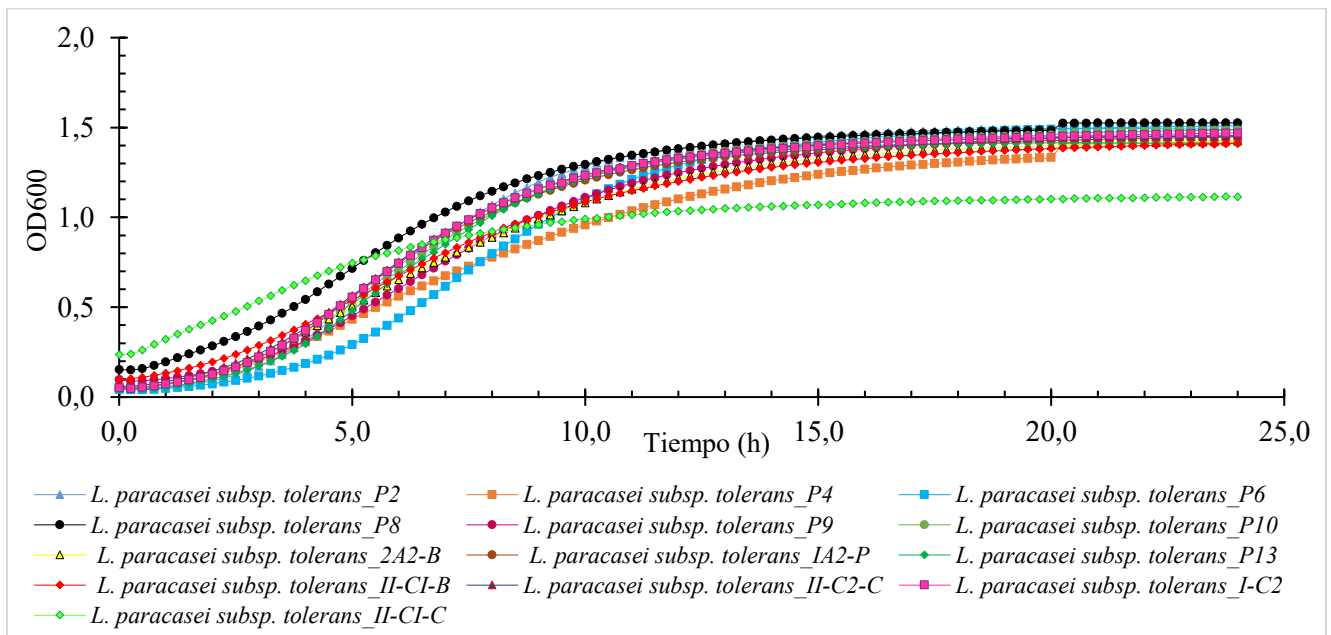 2,0
1,5
1,0
0,5
0,0
OD600
0,0 5,0 10,0 15,0 20,0 25,0
Tiempo (h)
L. paracasei subsp. tolerans_P2 L. paracasei subsp. tolerans_P4 L. paracasei subsp. tolerans_P6
L. paracasei subsp. tolerans_P8 L. paracasei subsp. tolerans_P9 L. paracasei subsp. tolerans_P10
L. paracasei subsp. tolerans_2A2-B L. paracasei subsp. tolerans_IA2-P L. paracasei subsp. tolerans_P13
L. paracasei subsp. tolerans_II-CI-B L. paracasei subsp. tolerans_II-C2-C L. paracasei subsp. tolerans_I-C2
L. paracasei subsp. tolerans_II-CI-C